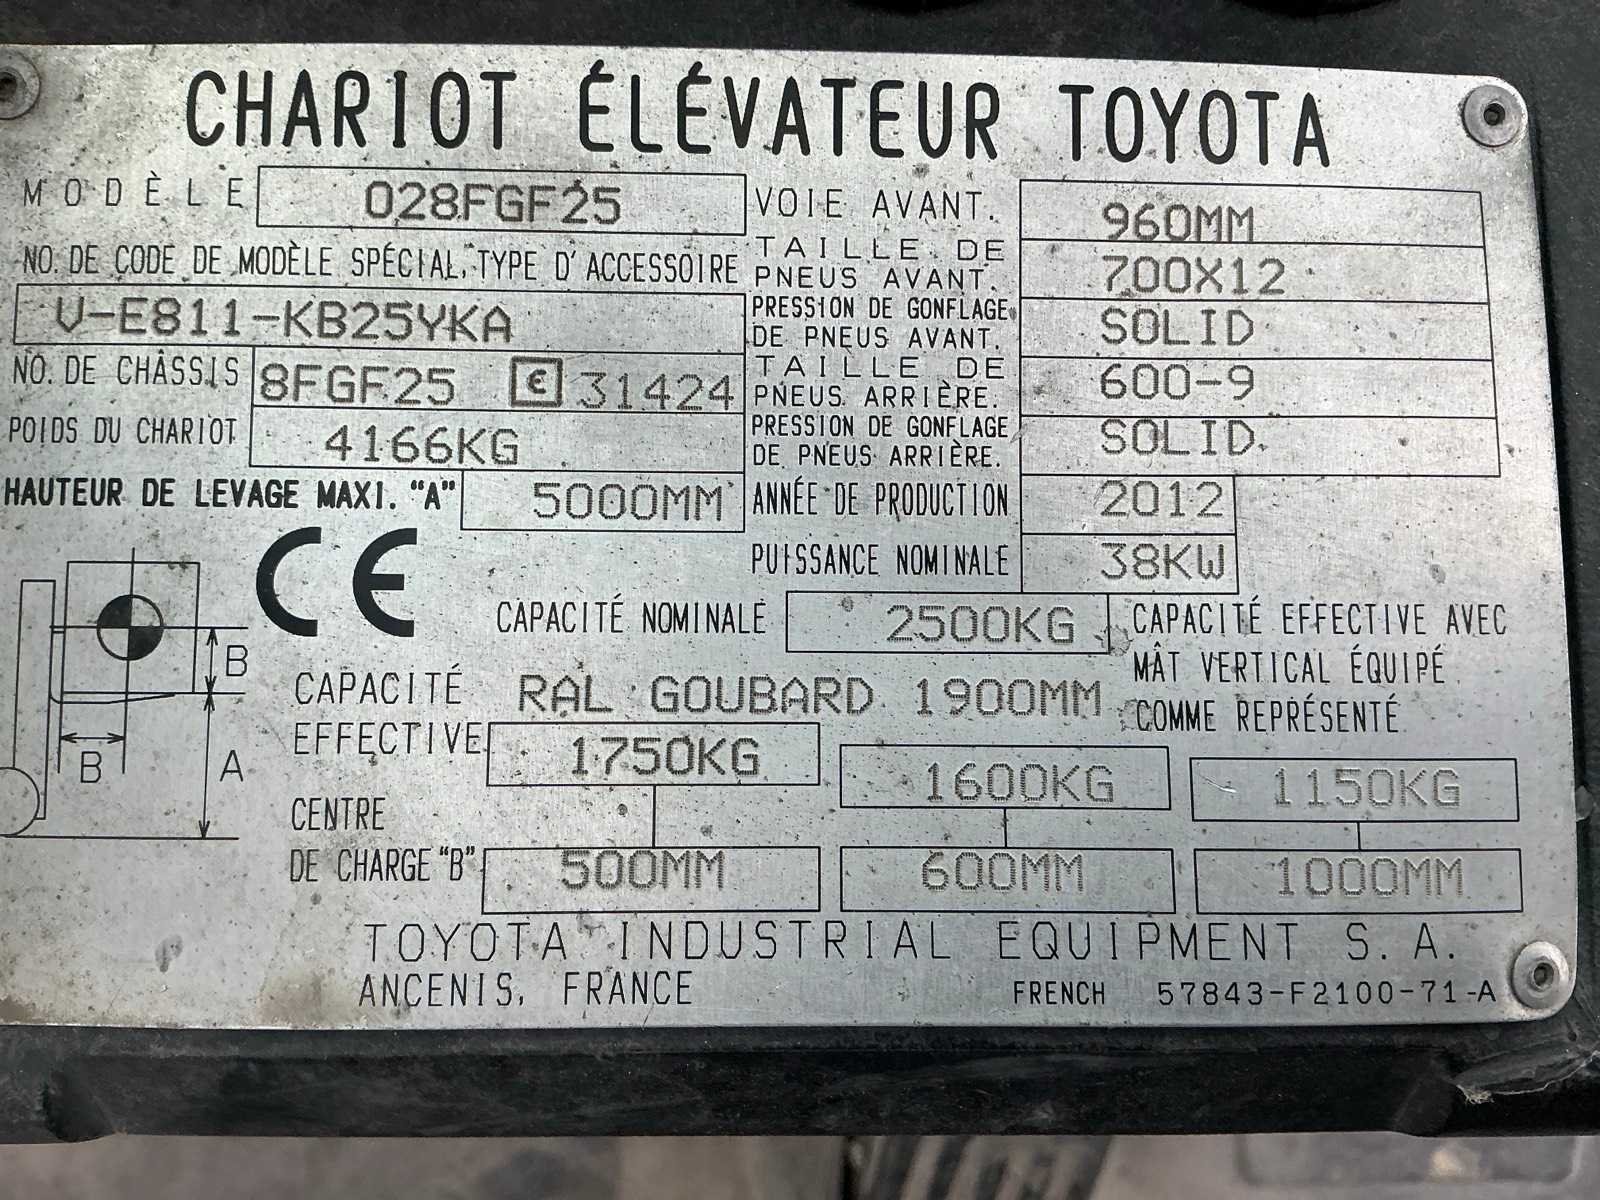 CHARIOT ÉLÉVATEUR TOYOTA
MODÈLE 028FGF25
NO. DE CODE DE MODÈLE SPÉCIAL, TYPE D'ACCESSOIRE
V-E811-KB25YKA
NO. DE CHÂSSIS 8FGF25 E 31424
POIDS DU CHARIOT 4166KG
HAUTEUR DE LEVAGE MAXI. "A" 5000MM
VOIE AVANT. 960MM
TAILLE DE
PNEUS AVANT. 700X12
PRESSION DE GONFLAGE
DE PNEUS AVANT. SOLID
TAILLE DE
PNEUS ARRIÈRE. 600-9
PRESSION DE GONFLAGE
DE PNEUS ARRIÈRE. SOLID
ANNÉE DE PRODUCTION 2012
PUISSANCE NOMINALE 38KW
CE
B
B
A
CAPACITÉ NOMINALE 2500KG
CAPACITÉ EFFECTIVE AVEC
MÂT VERTICAL ÉQUIPÉ
COMME REPRÉSENTÉ
CAPACITÉ
EFFECTIVE
RAL GOUBARD 1900MM
1750KG 1600KG 1150KG
CENTRE
DE CHARGE "B" 500MM 600MM 1000MM
TOYOTA INDUSTRIAL EQUIPMENT S. A.
ANCENIS, FRANCE
FRENCH 57843-F2100-71-A